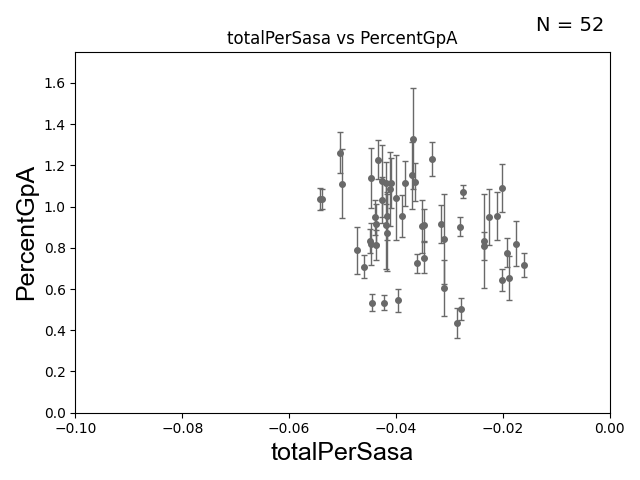 N = 52
totalPerSasa vs PercentGpA
PercentGpA
1.6
1.4
1.2
1.0
0.8
0.6
0.4
0.2
0.0
−0.10 −0.08 −0.06 −0.04 −0.02 0.00
totalPerSasa